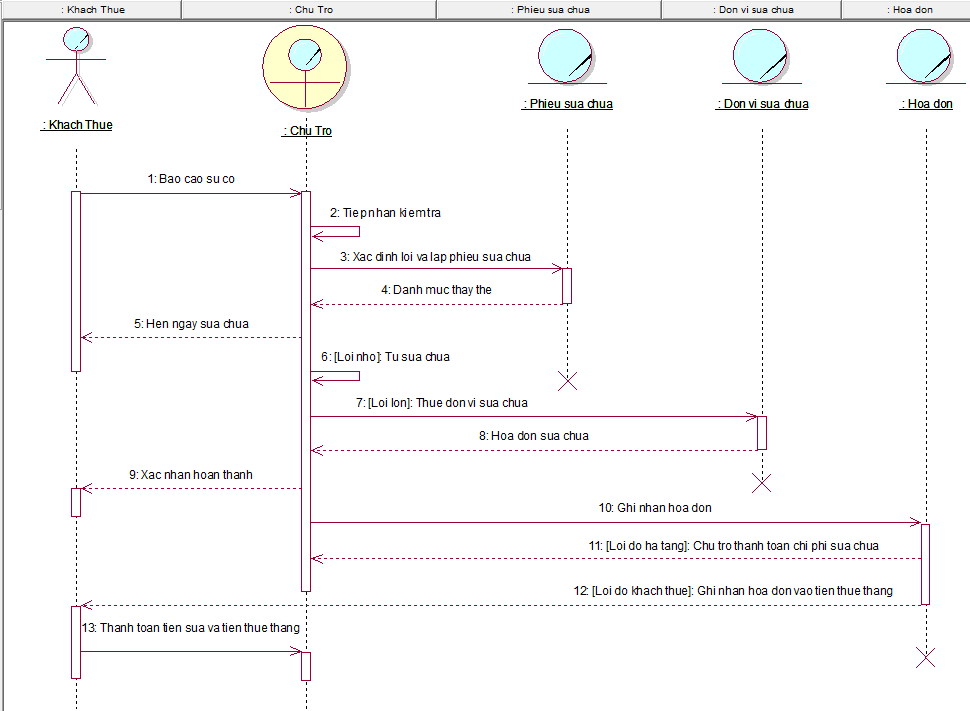 : Khach Thue
: Chu Tro
: Phieu sua chua
: Don vi sua chua
: Hoa don
: Khach Thue
: Chu Tro
: Phieu sua chua
: Don vi sua chua
: Hoa don
1: Bao cao su co
2: Tiep nhan kiem tra
3: Xac dinh loi va lap phieu sua chua
4: Danh muc thay the
5: Hen ngay sua chua
6: [Loi nho]: Tu sua chua
7: [Loi lon]: Thue don vi sua chua
8: Hoa don sua chua
9: Xac nhan hoan thanh
10: Ghi nhan hoa don
11: [Loi do ha tang]: Chu tro thanh toan chi phi sua chua
12: [Loi do khach thue]: Ghi nhan hoa don vao tien thue thang
13: Thanh toan tien sua va tien thue thang